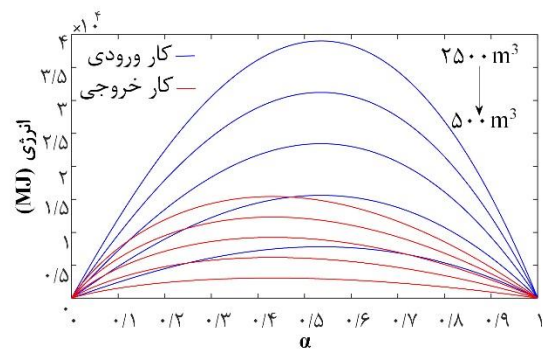 ×۱۰^۴
۴
۳/۵
۳
۲/۵
۲
۱/۵
۱
۰/۵
۰
انرژی (MJ)
کار ورودی
کار خروجی
۲۵۰۰ m³
۵۰۰ m³
۰ ۰/۱ ۰/۲ ۰/۳ ۰/۴ ۰/۵ ۰/۶ ۰/۷ ۰/۸ ۰/۹ ۱
α